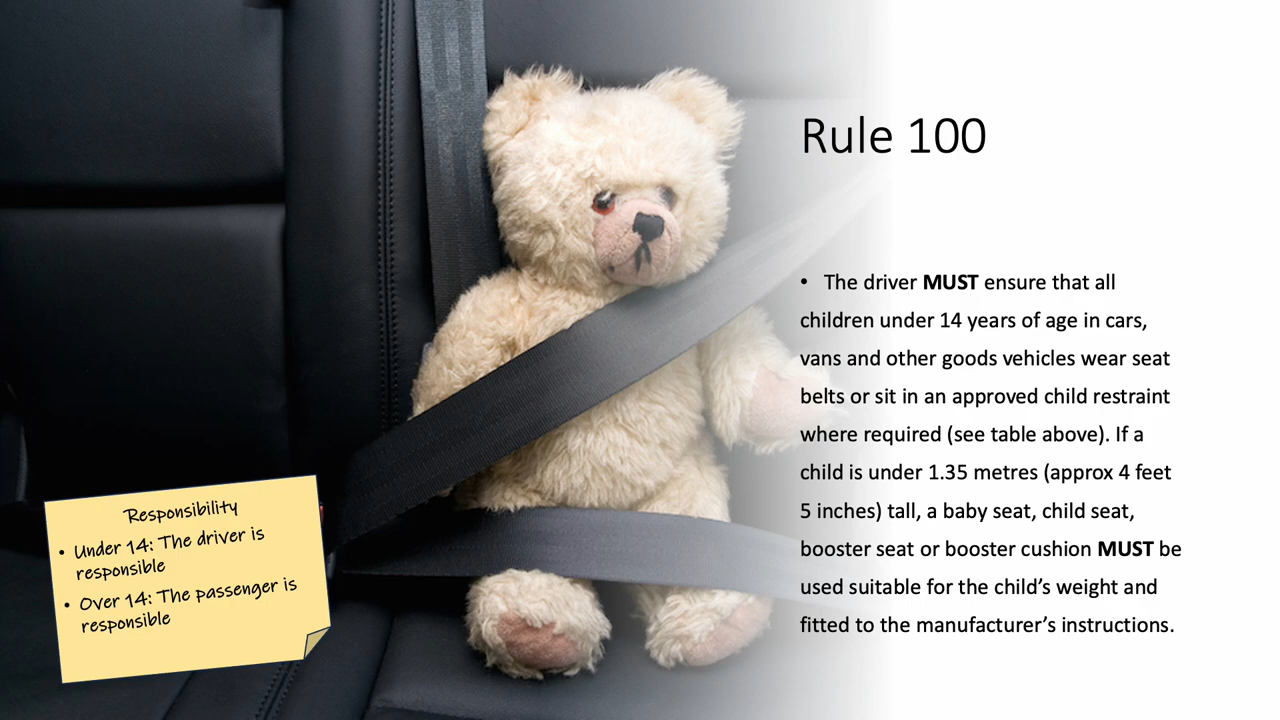 Rule 100
• The driver MUST ensure that all
children under 14 years of age in cars,
vans and other goods vehicles wear seat
belts or sit in an approved child restraint
where required (see table above). If a
child is under 1.35 metres (approx 4 feet
5 inches) tall, a baby seat, child seat,
booster seat or booster cushion MUST be
used suitable for the child’s weight and
fitted to the manufacturer’s instructions.
Responsibility
• Under 14: The driver is
responsible
• Over 14: The passenger is
responsible